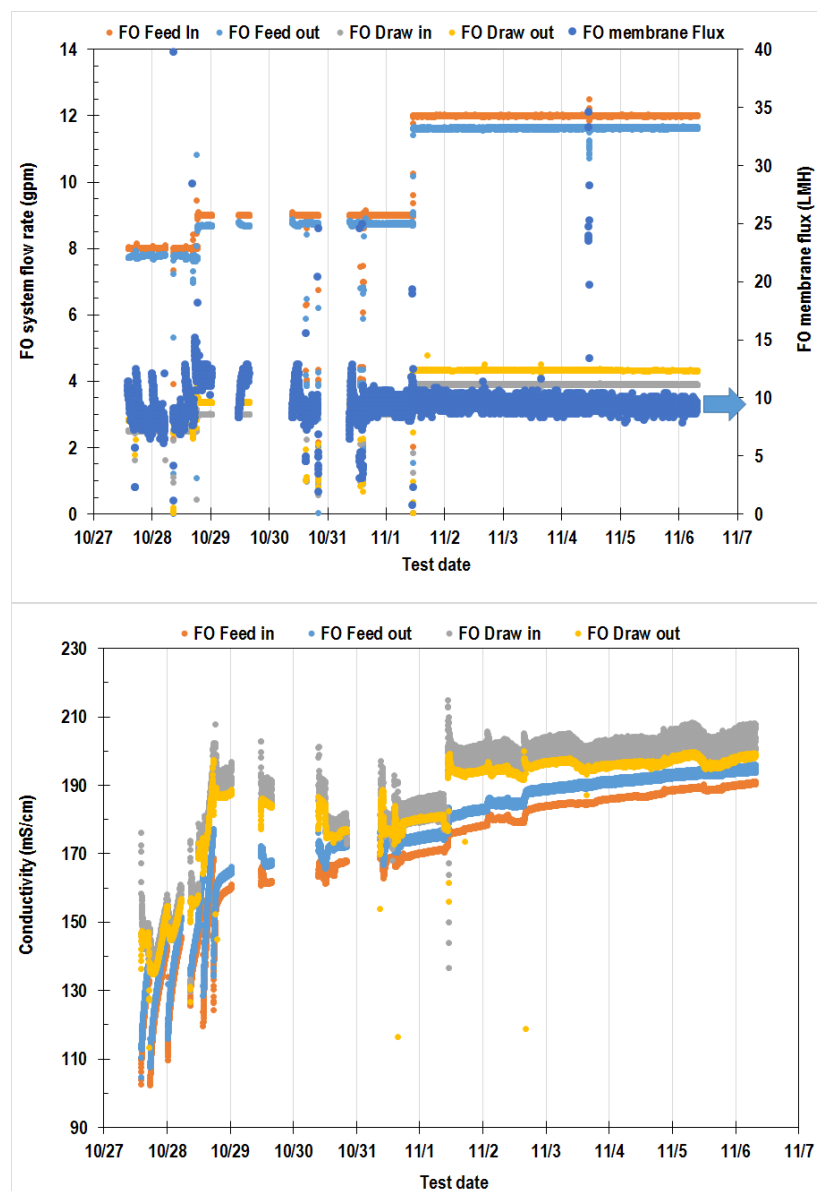 FO Feed In FO Feed out FO Draw in FO Draw out FO membrane Flux
14
12
10
8
6
4
2
0
FO system flow rate (gpm)
40
35
30
25
20
15
10
5
0
FO membrane flux (LMH)
10/27 10/28 10/29 10/30 10/31 11/1 11/2 11/3 11/4 11/5 11/6 11/7
Test date
FO Feed in FO Feed out FO Draw in FO Draw out
230
210
190
170
150
130
110
90
Conductivity (mS/cm)
10/27 10/28 10/29 10/30 10/31 11/1 11/2 11/3 11/4 11/5 11/6 11/7
Test date